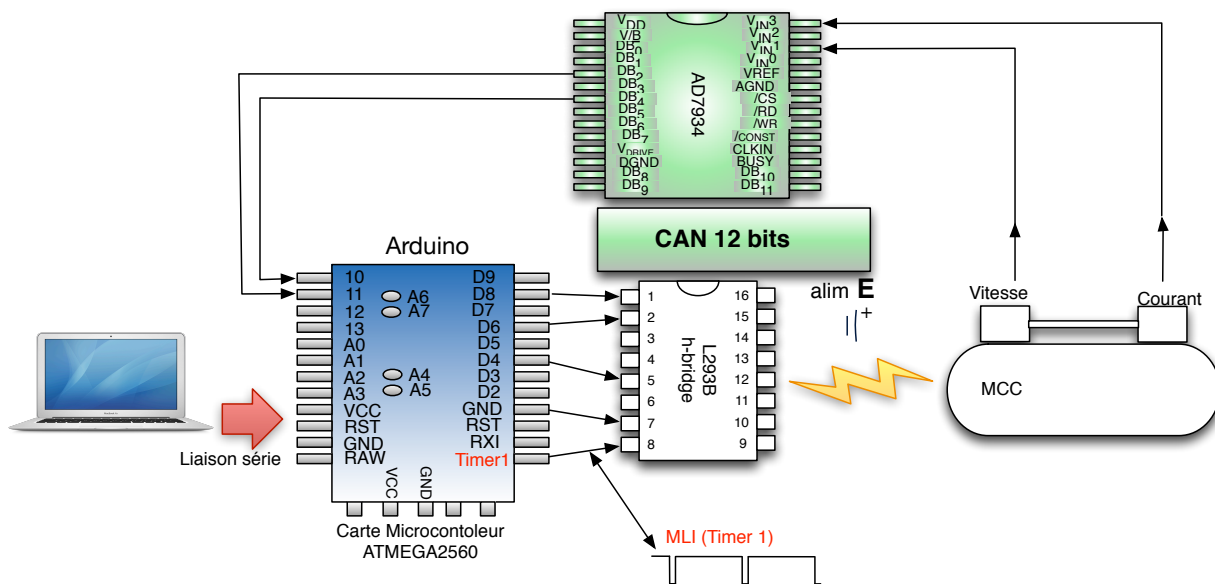 VDD
V/B
DB0
DB1
DB2
DB3
DB4
DB5
DB6
DB7
VDRIVE
DGND
DB8
DB9
AD7934
VIN3
VIN2
VIN1
VIN0
VREF
AGND
/CS
/RD
/WR
/CONST
CLKIN
BUSY
DB10
DB11
CAN 12 bits
Arduino
10
11
12
13
A0
A1
A2
A3
VCC
RST
GND
RAW
A6
A7
A4
A5
D9
D8
D7
D6
D5
D4
D3
D2
GND
RST
RXI
Timer1
VCC
GND
Carte Microcontoleur
ATMEGA2560
Liaison série
1
2
3
4
5
6
7
8
L293B
h-bridge
16
15
14
13
12
11
10
9
alim E
+
Vitesse
Courant
MCC
MLI (Timer 1)